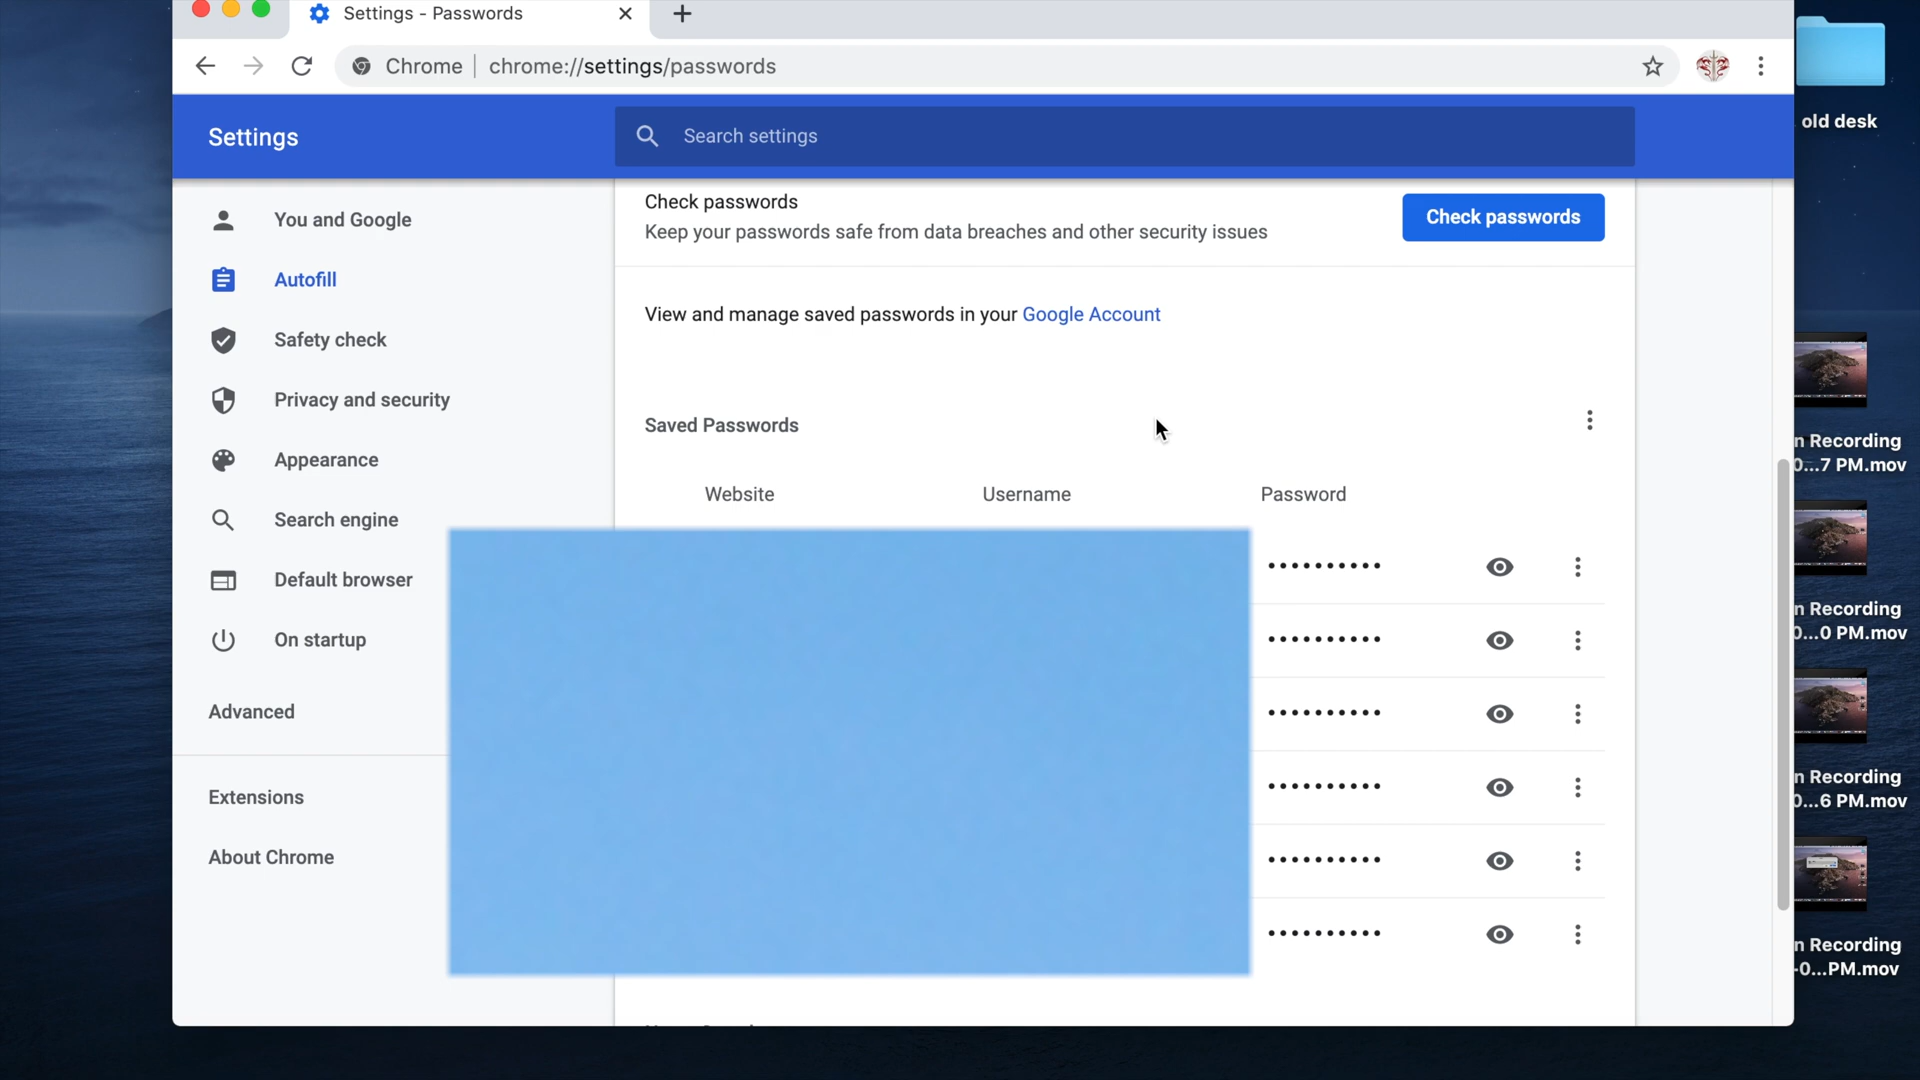 Settings - Passwords
Chrome
chrome://settings/passwords
Settings
Search settings
old desk
You and Google
Autofill
Safety check
Privacy and security
Appearance
Search engine
Default browser
On startup
Advanced
Extensions
About Chrome
Check passwords
Keep your passwords safe from data breaches and other security issues
Check passwords
View and manage saved passwords in your Google Account
Saved Passwords
Website Username Password
••••••••••
••••••••••
••••••••••
••••••••••
••••••••••
••••••••••
n Recording
0...7 PM.mov
n Recording
0...0 PM.mov
n Recording
0...6 PM.mov
n Recording
-0...PM.mov